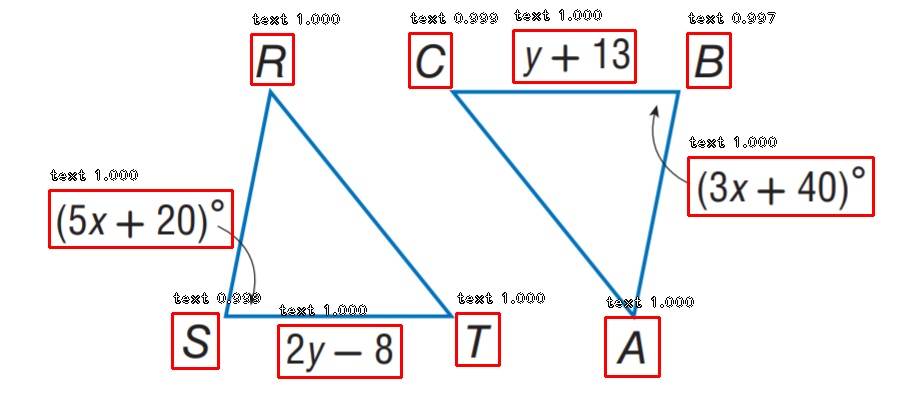 text 1.000
text 0.999
text 1.000
text 0.997
R
C
y + 13
B
text 1.000
text 1.000
(5x + 20)°
(3x + 40)°
text 0.999
text 1.000
text 1.000
text 1.000
S
2y − 8
T
A